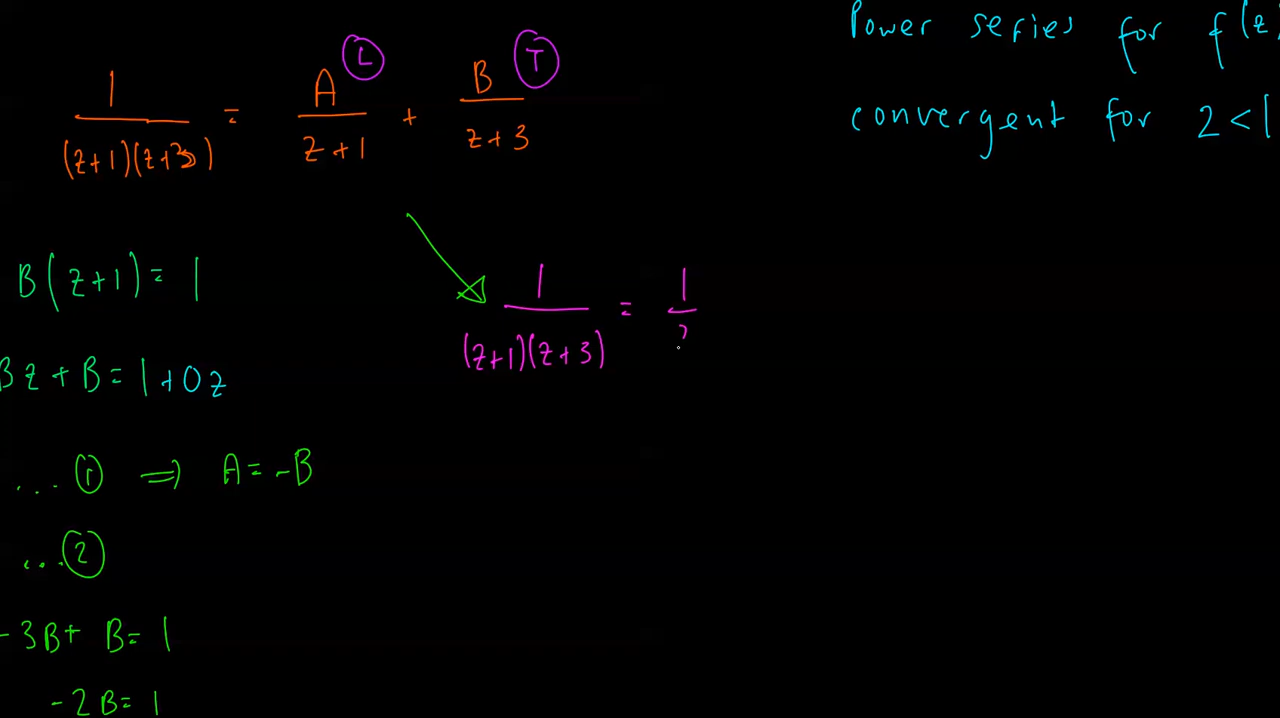 Power series for f(z)
convergent for 2 < |
1/((z+1)(z+3)) = A/(z+1) Ⓛ + B/(z+3) Ⓣ
B(z+1) = 1
Bz + B = 1 + 0z
1/((z+1)(z+3)) = 1/
... ① ⟹ A = -B
... ②
-3B + B = 1
-2B = 1